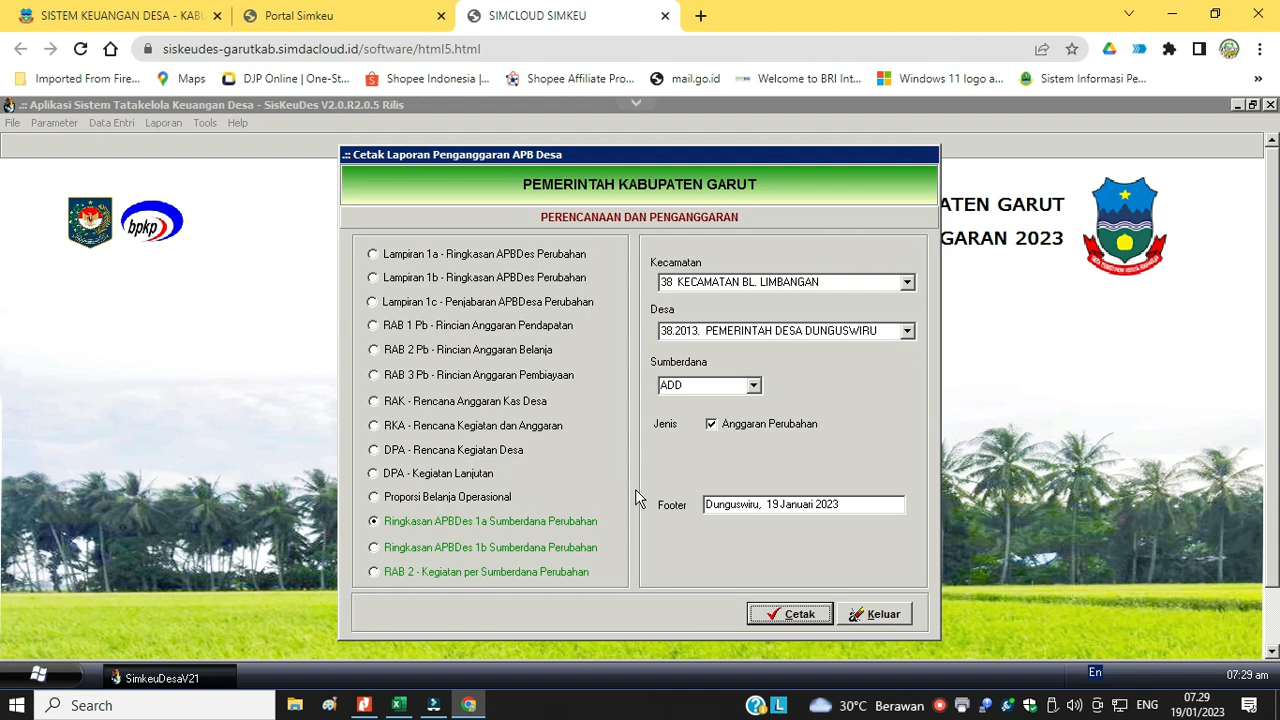 SISTEM KEUANGAN DESA - KAB
Portal Simkeu
SIMCLOUD SIMKEU
siskeudes-garutkab.simdacloud.id/software/html5.html
Imported From Fire...
Maps
DJP Online | One-St...
Shopee Indonesia |...
Shopee Affiliate Pro...
mail.go.id
Welcome to BRI Int...
Windows 11 logo a...
Sistem Informasi Pe...
.:: Aplikasi Sistem Tatakelola Keuangan Desa - SisKeuDes V2.0.R2.0.5 Rilis
File Parameter Data Entri Laporan Tools Help
.:: Cetak Laporan Penganggaran APB Desa
PEMERINTAH KABUPATEN GARUT
PERENCANAAN DAN PENGANGGARAN
bpkp
ATEN GARUT
GARAN 2023
Lampiran 1a - Ringkasan APBDes Perubahan
Lampiran 1b - Ringkasan APBDes Perubahan
Lampiran 1c - Penjabaran APBDesa Perubahan
RAB 1 Pb - Rincian Anggaran Pendapatan
RAB 2 Pb - Rincian Anggaran Belanja
RAB 3 Pb - Rincian Anggaran Pembiayaan
RAK - Rencana Anggaran Kas Desa
RKA - Rencana Kegiatan dan Anggaran
DPA - Rencana Kegiatan Desa
DPA - Kegiatan Lanjutan
Proporsi Belanja Operasional
Ringkasan APBDes 1a Sumberdana Perubahan
Ringkasan APBDes 1b Sumberdana Perubahan
RAB 2 - Kegiatan per Sumberdana Perubahan
Kecamatan
38 KECAMATAN BL. LIMBANGAN
Desa
38.2013. PEMERINTAH DESA DUNGUSWIRU
Sumberdana
ADD
Jenis
Anggaran Perubahan
Footer
Dunguswiru, 19 Januari 2023
Cetak
Keluar
SimkeuDesaV21
En
07:29 am
Search
30°C Berawan
ENG
07.29
19/01/2023